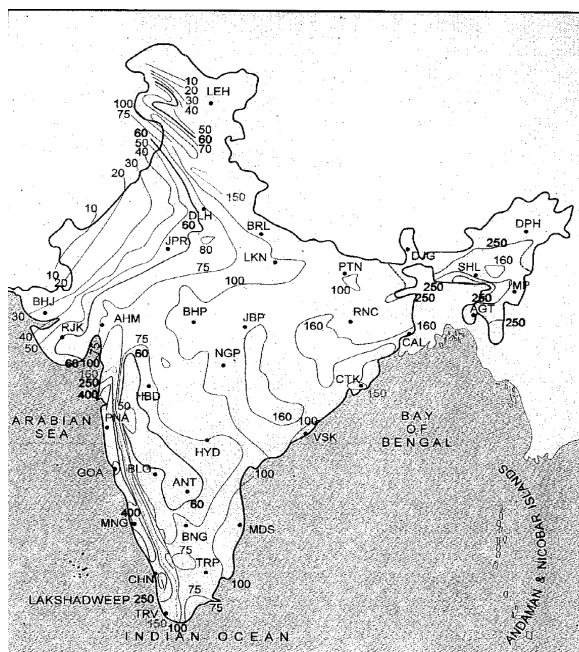 10
20
30
40
LEH
100
75
60
50
40
30
20
10
50
60
70
150
DLH
60
BRL
JPR
80
LKN
75
100
PTN
100
DJG
DPH
250
160
SHL
250
250
250
IMP
AGT
250
10
20
BHJ
30
40
50
RJK
60 100
160
250
400
AHM
BHP
JBP
RNC
160
160
CAL
NGP
75
60
HBD
50
PNA
CTK
150
160
100
VSK
ARABIAN
SEA
BAY
OF
BENGAL
HYD
GOA
BLG
ANT
60
100
400
MNG
BNG
75
MDS
TRP
100
CHN
LAKSHADWEEP
250
75
75
150
TRV
100
INDIAN OCEAN
ANDAMAN & NICOBAR ISLANDS